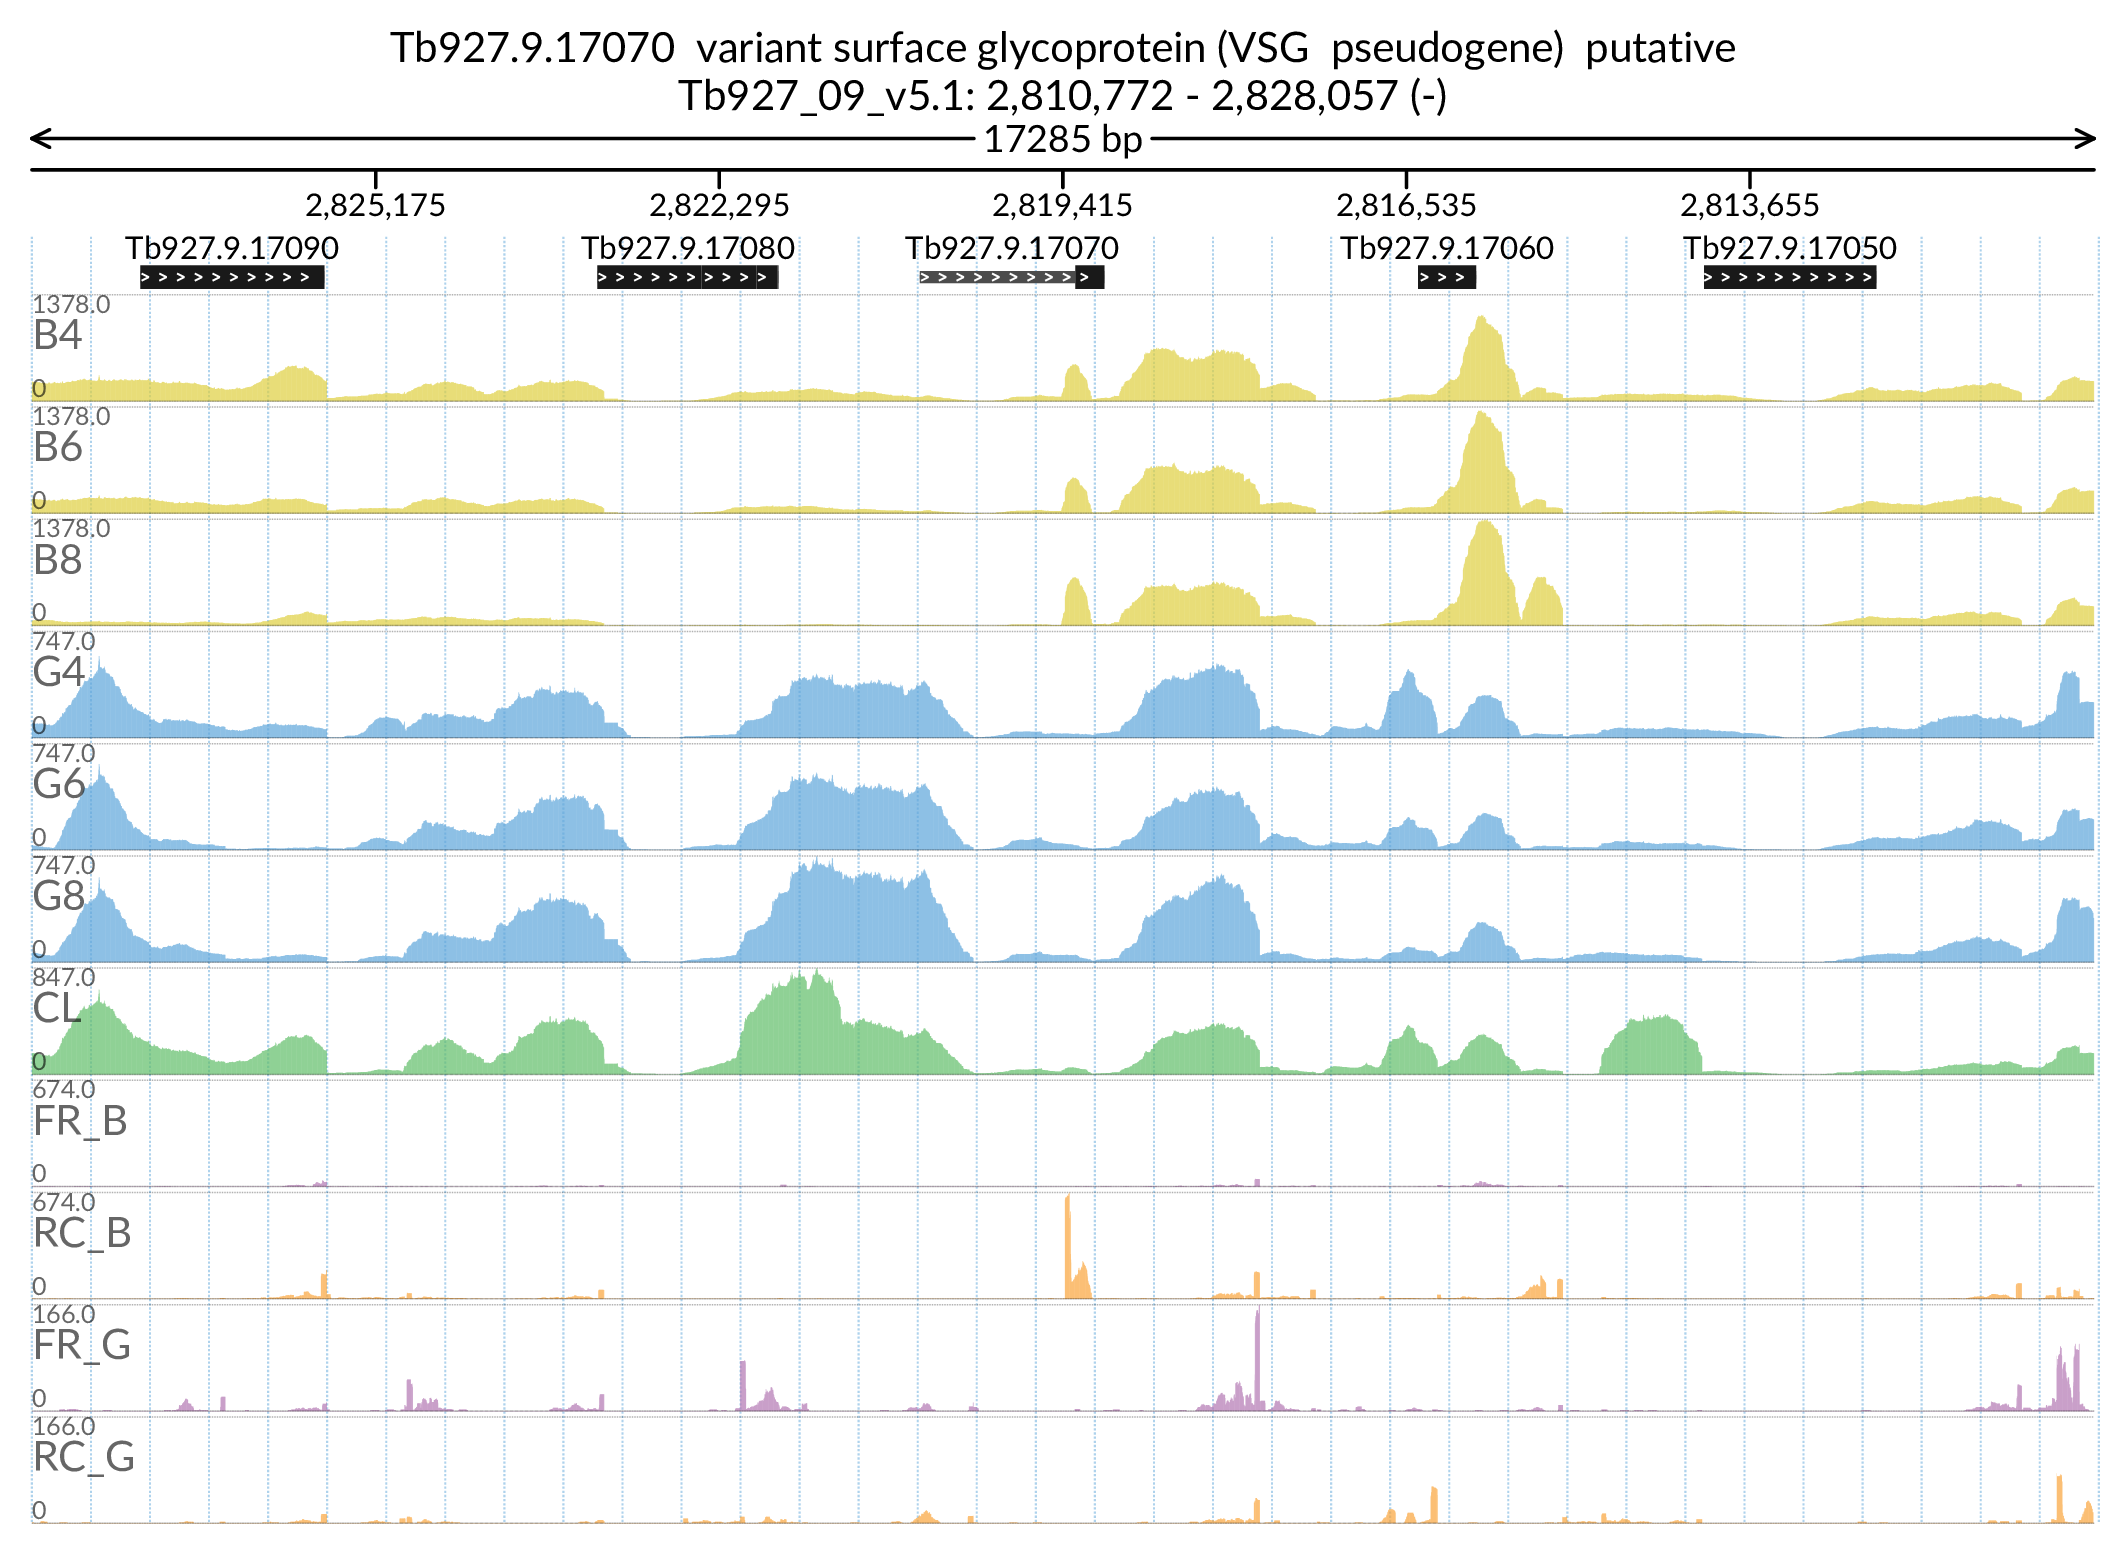 Tb927.9.17070 variant surface glycoprotein (VSG pseudogene) putative
Tb927_09_v5.1: 2,810,772 - 2,828,057 (-)
17285 bp
2,825,175 2,822,295 2,819,415 2,816,535 2,813,655
Tb927.9.17090 Tb927.9.17080 Tb927.9.17070 Tb927.9.17060 Tb927.9.17050
1378.0
B4
0
1378.0
B6
0
1378.0
B8
0
747.0
G4
0
747.0
G6
0
747.0
G8
0
847.0
CL
0
674.0
FR_B
0
674.0
RC_B
0
166.0
FR_G
0
166.0
RC_G
0